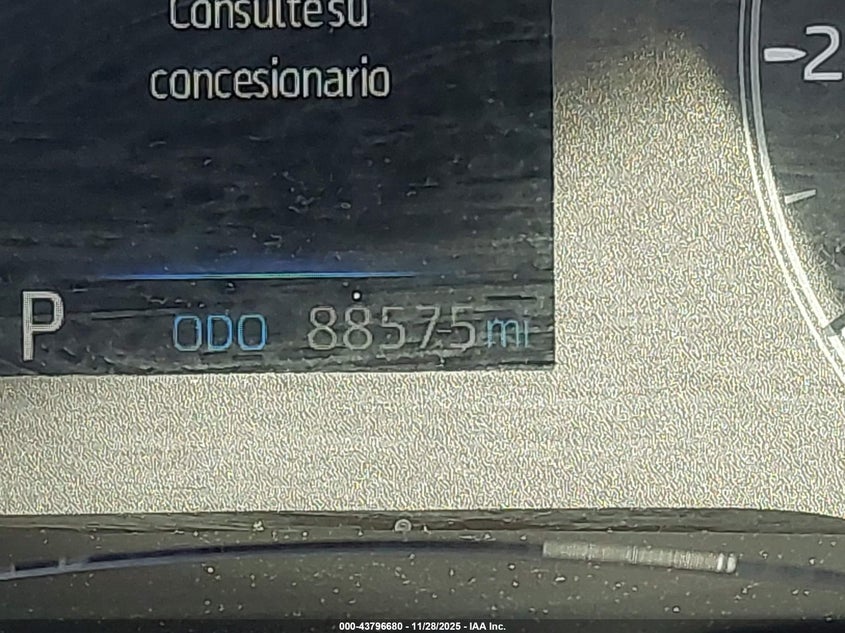 Consulte su
concesionario
2
P ODO 88575 mi
000-43796680 - 11/28/2025 - IAA Inc.